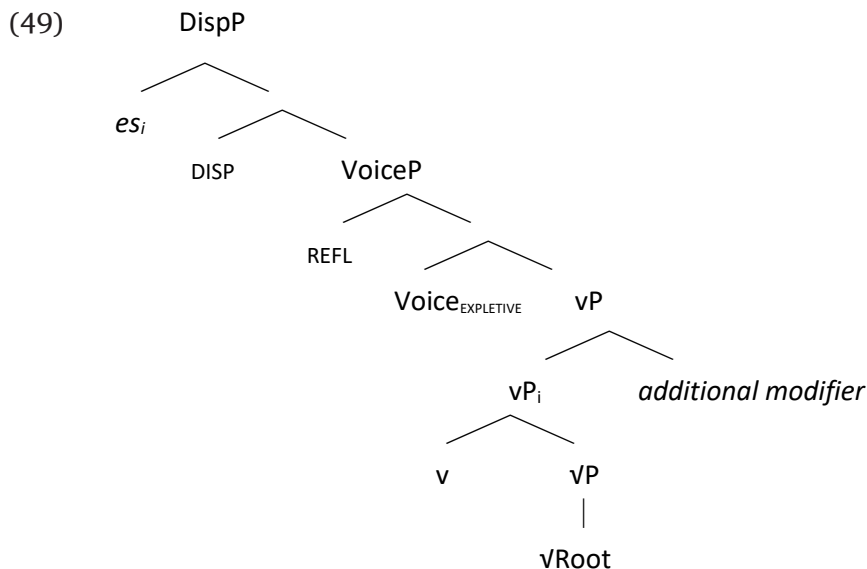 (49) DispP
es_i
DISP VoiceP
REFL
Voice_EXPLETIVE vP
vP_i additional modifier
v √P
√Root